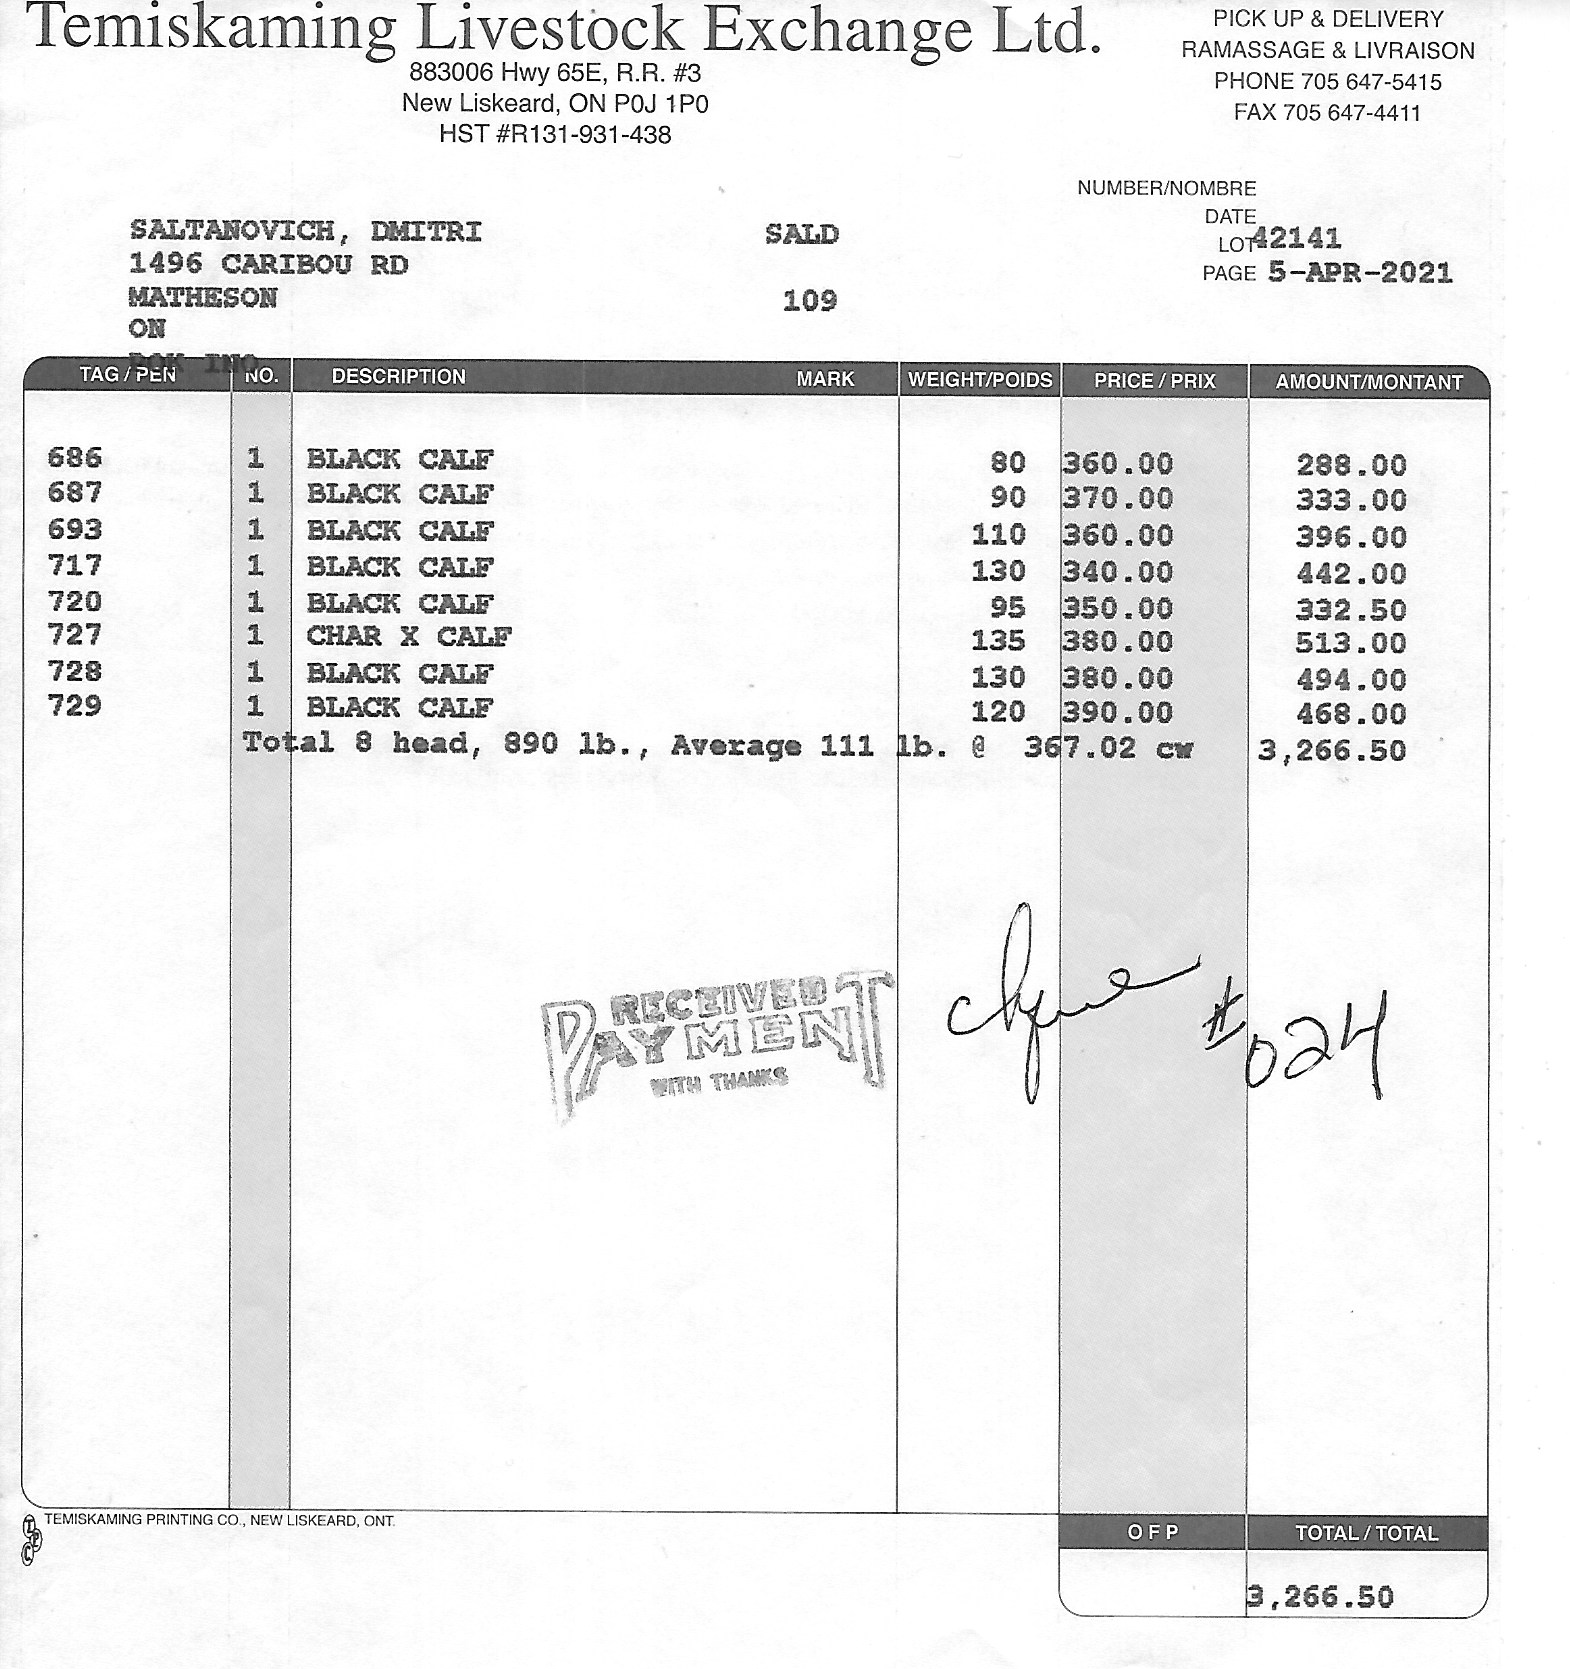 Temiskaming Livestock Exchange Ltd.
883006 Hwy 65E, R.R. #3
New Liskeard, ON P0J 1P0
HST #R131-931-438
PICK UP & DELIVERY
RAMASSAGE & LIVRAISON
PHONE 705 647-5415
FAX 705 647-4411
NUMBER/NOMBRE
DATE
LOT 42141
PAGE 5-APR-2021
SALTANOVICH, DMITRI SALD
1496 CARIBOU RD
MATHESON 109
ON
TAG / PEN NO. DESCRIPTION MARK WEIGHT/POIDS PRICE / PRIX AMOUNT/MONTANT
686 1 BLACK CALF 80 360.00 288.00
687 1 BLACK CALF 90 370.00 333.00
693 1 BLACK CALF 110 360.00 396.00
717 1 BLACK CALF 130 340.00 442.00
720 1 BLACK CALF 95 350.00 332.50
727 1 CHAR X CALF 135 380.00 513.00
728 1 BLACK CALF 130 380.00 494.00
729 1 BLACK CALF 120 390.00 468.00
Total 8 head, 890 lb., Average 111 lb. @ 367.02 cw 3,266.50
RECEIVED
PAYMENT
WITH THANKS
cheque #024
TEMISKAMING PRINTING CO., NEW LISKEARD, ONT.
O F P TOTAL / TOTAL
3,266.50